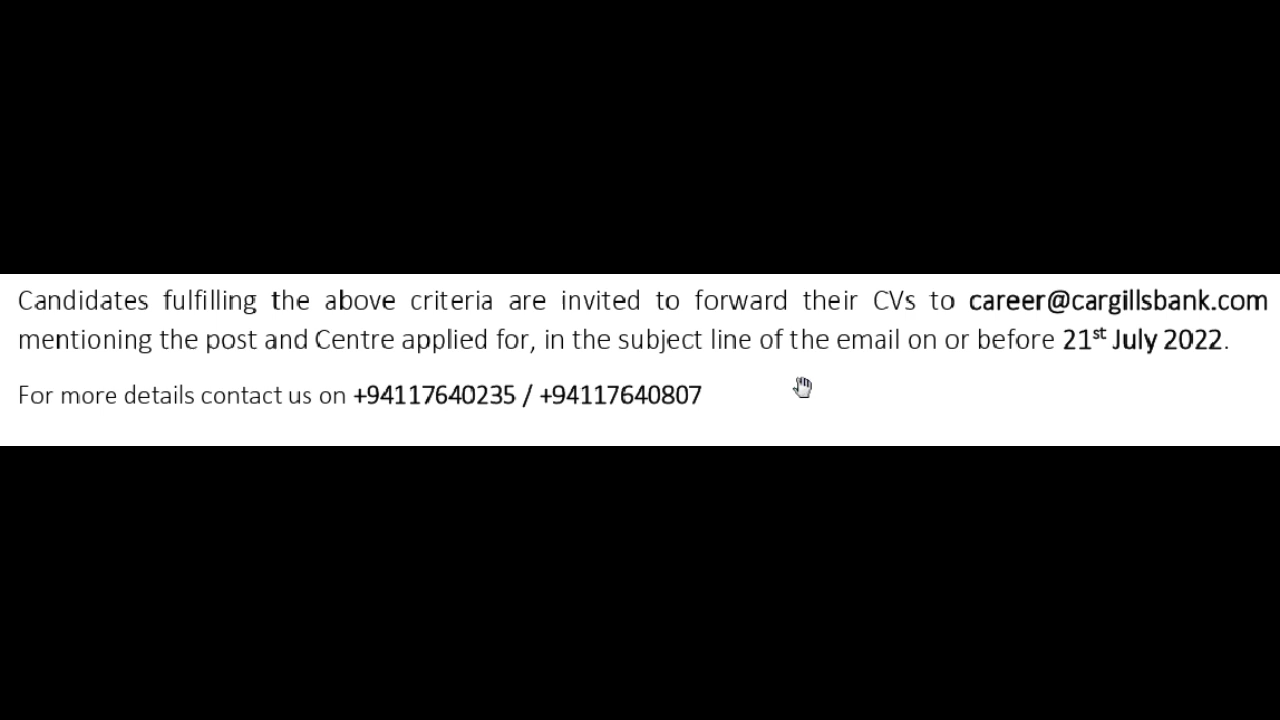 Candidates fulfilling the above criteria are invited to forward their CVs to career@cargillsbank.com
mentioning the post and Centre applied for, in the subject line of the email on or before 21st July 2022.
For more details contact us on +94117640235 / +94117640807